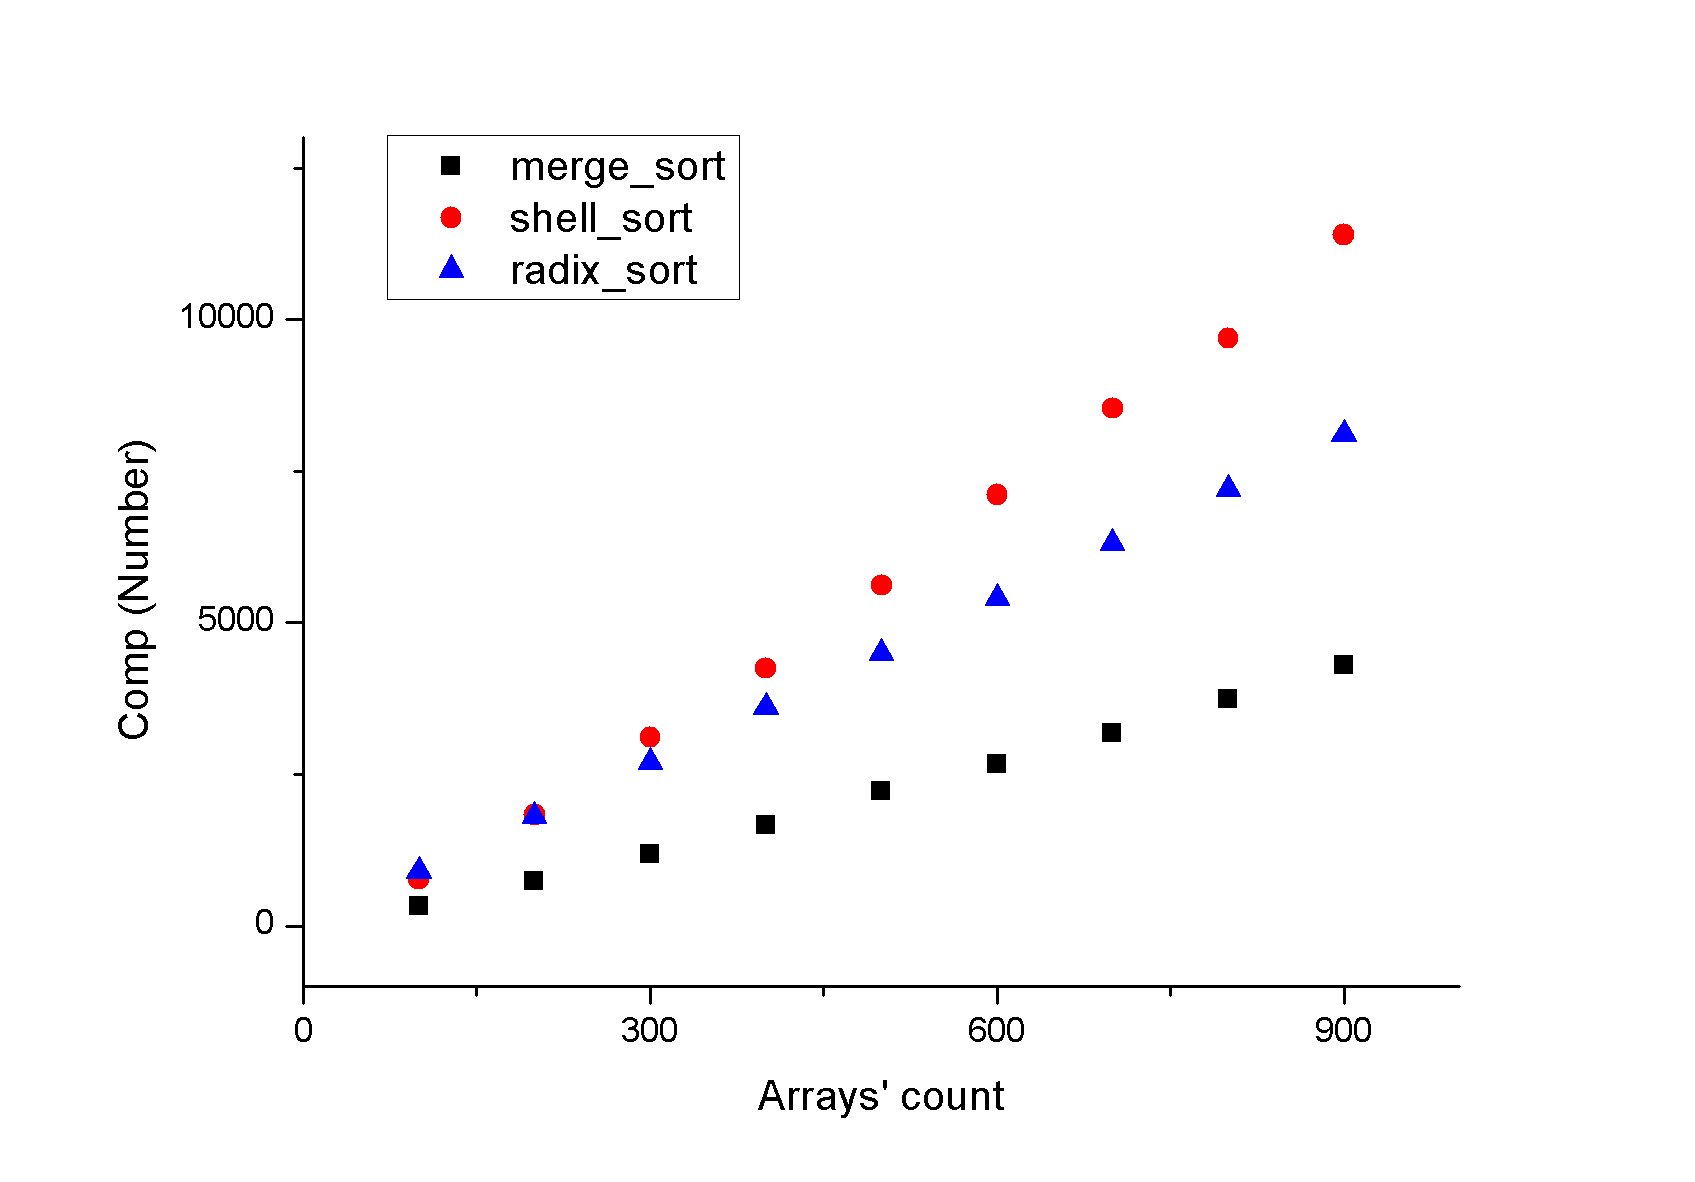 merge_sort
shell_sort
radix_sort
10000
5000
0
Comp (Number)
0 300 600 900
Arrays' count